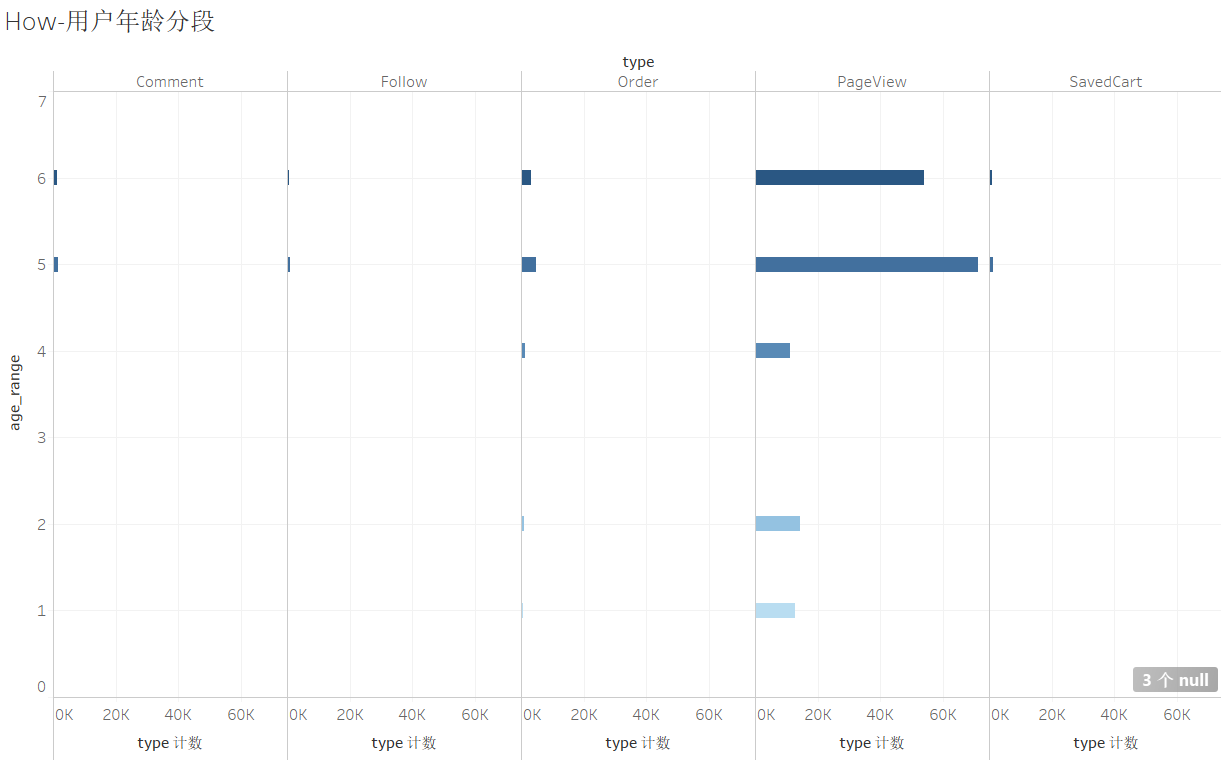 How-用户年龄分段
type
Comment Follow Order PageView SavedCart
7
6
5
4
age_range
3
2
1
0
3 个 null
0K 20K 40K 60K 0K 20K 40K 60K 0K 20K 40K 60K 0K 20K 40K 60K 0K 20K 40K 60K
type 计数 type 计数 type 计数 type 计数 type 计数